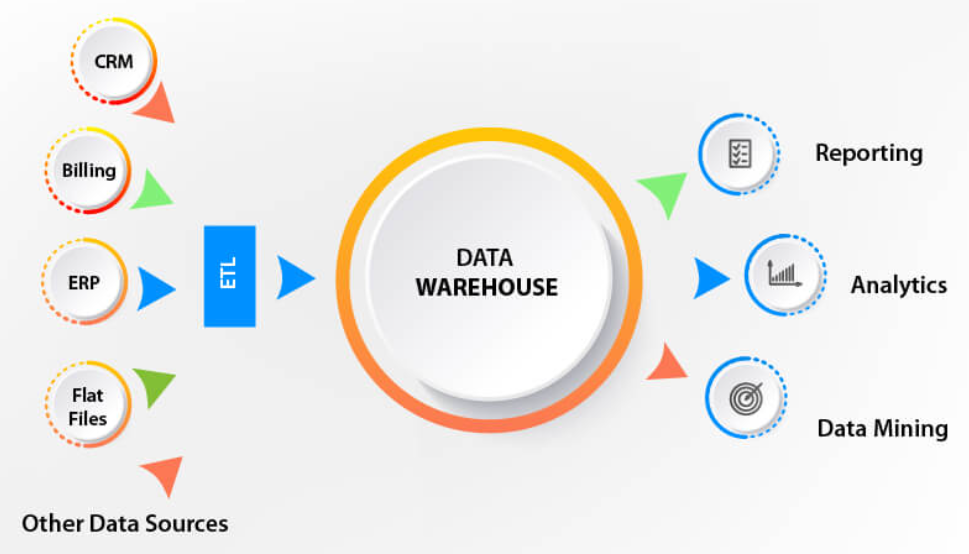 CRM
Billing
ERP
Flat
Files
Other Data Sources
ETL
DATA
WAREHOUSE
Reporting
Analytics
Data Mining